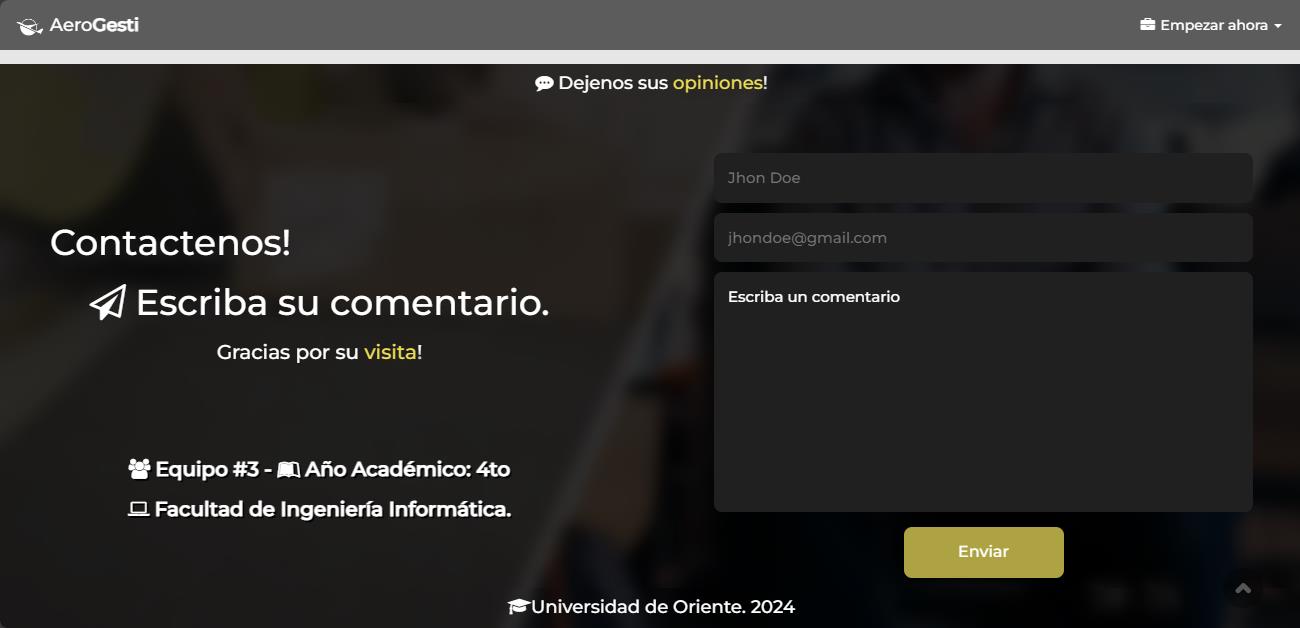 AeroGesti
Empezar ahora
Dejenos sus opiniones!
Contactenos!
Escriba su comentario.
Gracias por su visita!
Equipo #3 - Año Académico: 4to
Facultad de Ingeniería Informática.
Jhon Doe
jhondoe@gmail.com
Escriba un comentario
Enviar
Universidad de Oriente. 2024